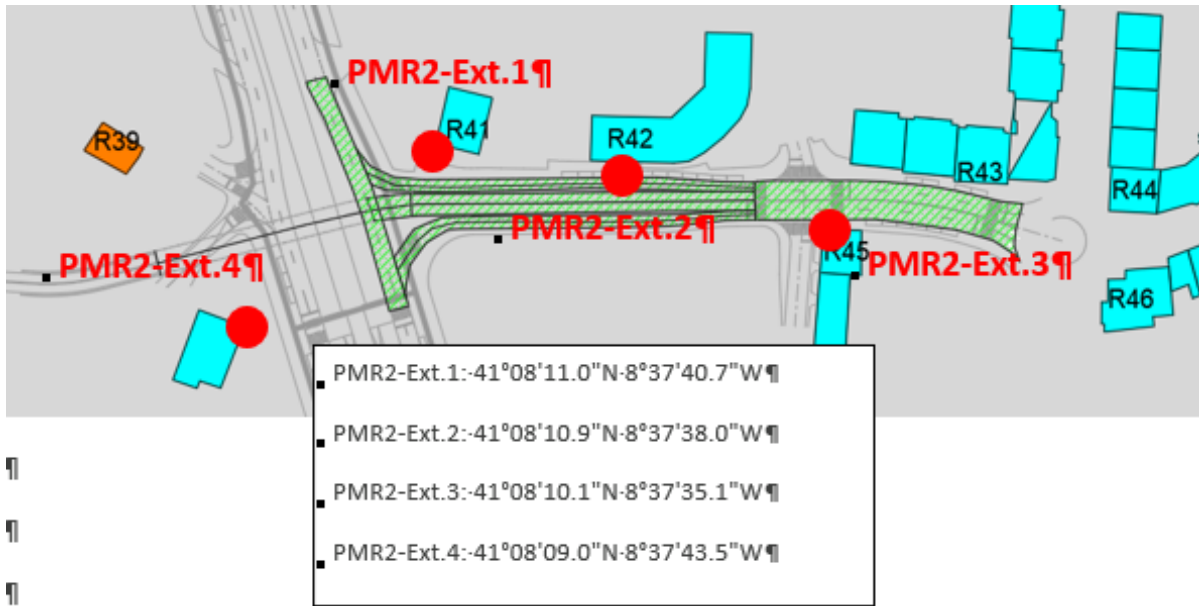 PMR2-Ext.1¶
R39
R41
R42
R43
R44
PMR2-Ext.2¶
R45
PMR2-Ext.3¶
PMR2-Ext.4¶
R46
PMR2-Ext.1:·41°08'11.0"N·8°37'40.7"W¶
PMR2-Ext.2:·41°08'10.9"N·8°37'38.0"W¶
¶
PMR2-Ext.3:·41°08'10.1"N·8°37'35.1"W¶
¶
PMR2-Ext.4:·41°08'09.0"N·8°37'43.5"W¶
¶